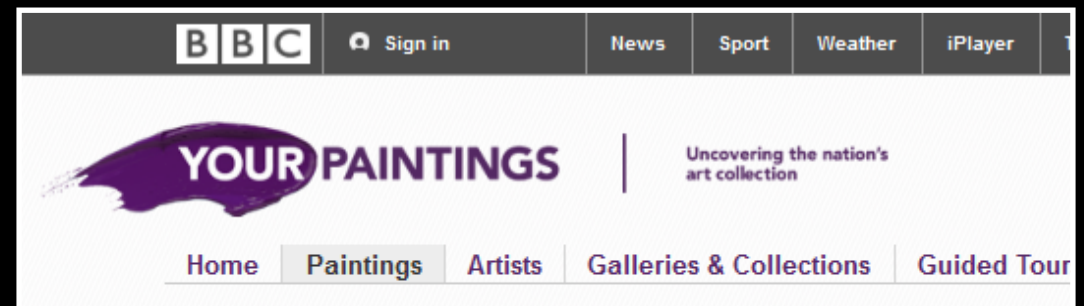 BBC Sign in News Sport Weather iPlayer
YOUR PAINTINGS
Uncovering the nation's
art collection
Home Paintings Artists Galleries & Collections Guided Tour